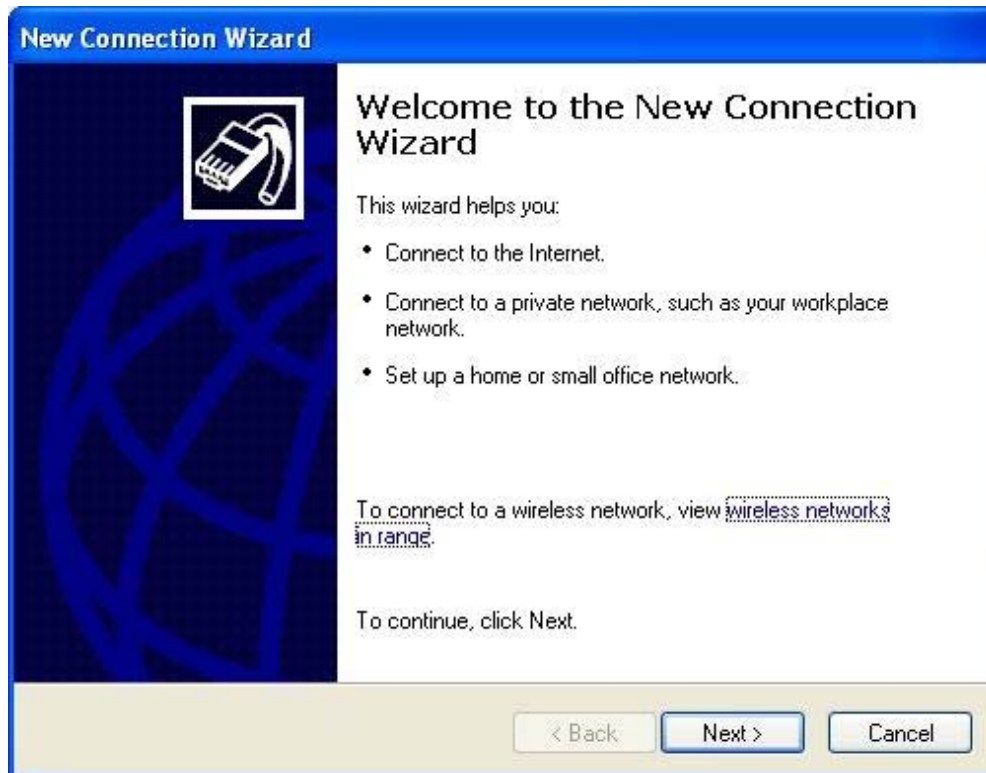 New Connection Wizard
Welcome to the New Connection
Wizard
This wizard helps you:
• Connect to the Internet.
• Connect to a private network, such as your workplace
network.
• Set up a home or small office network.
To connect to a wireless network, view wireless networks
in range.
To continue, click Next.
< Back Next > Cancel